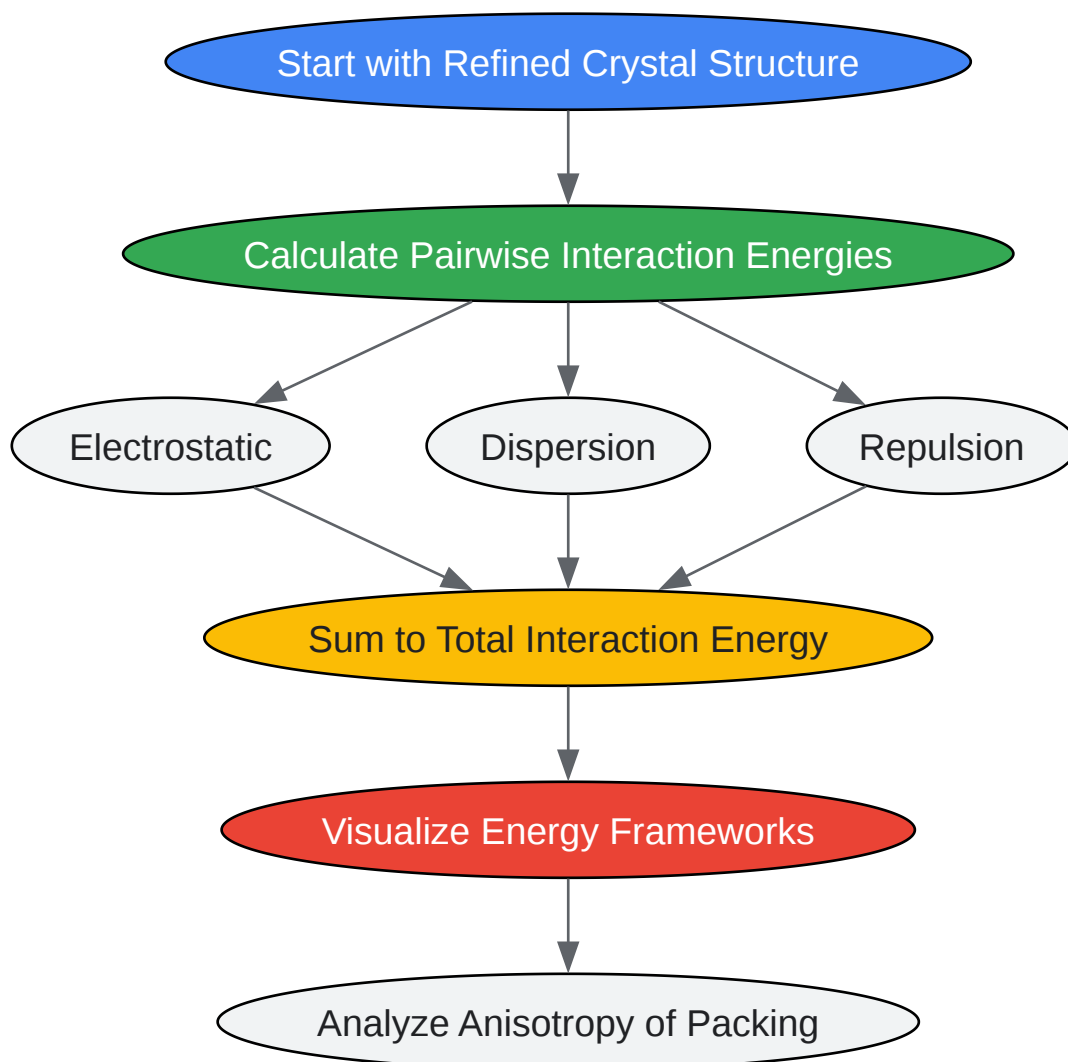 Start with Refined Crystal Structure
Calculate Pairwise Interaction Energies
Electrostatic
Dispersion
Repulsion
Sum to Total Interaction Energy
Visualize Energy Frameworks
Analyze Anisotropy of Packing